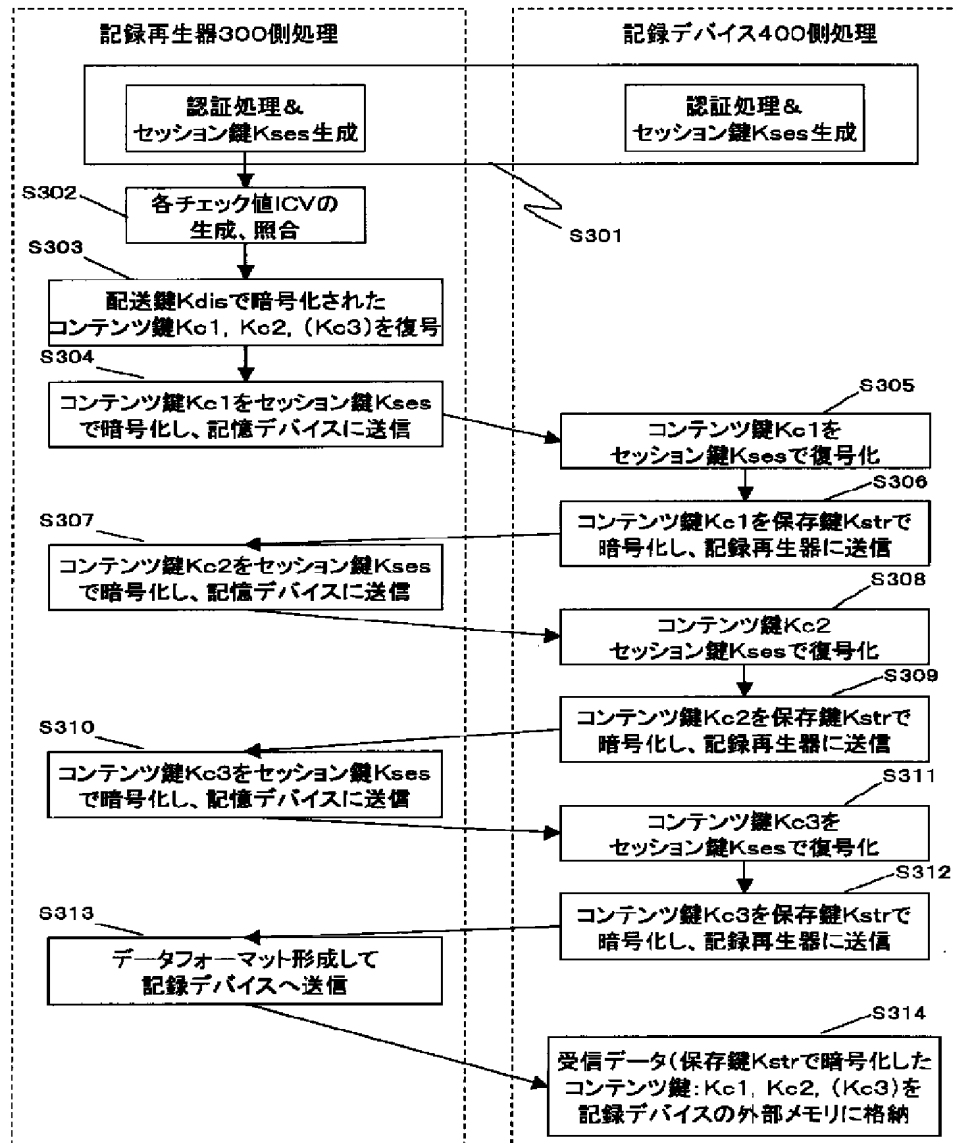 記録再生器300側処理
記録デバイス400側処理
認証処理&
セッション鍵Kses生成
認証処理&
セッション鍵Kses生成
S301
S302
各チェック値ICVの
生成、照合
S303
配送鍵Kdisで暗号化された
コンテンツ鍵Kc1, Kc2, (Kc3)を復号
S304
コンテンツ鍵Kc1をセッション鍵Kses
で暗号化し、記憶デバイスに送信
S305
コンテンツ鍵Kc1を
セッション鍵Ksesで復号化
S306
コンテンツ鍵Kc1を保存鍵Kstrで
暗号化し、記録再生器に送信
S307
コンテンツ鍵Kc2をセッション鍵Kses
で暗号化し、記憶デバイスに送信
S308
コンテンツ鍵Kc2
セッション鍵Ksesで復号化
S309
コンテンツ鍵Kc2を保存鍵Kstrで
暗号化し、記録再生器に送信
S310
コンテンツ鍵Kc3をセッション鍵Kses
で暗号化し、記憶デバイスに送信
S311
コンテンツ鍵Kc3を
セッション鍵Ksesで復号化
S312
コンテンツ鍵Kc3を保存鍵Kstrで
暗号化し、記録再生器に送信
S313
データフォーマット形成して
記録デバイスへ送信
S314
受信データ(保存鍵Kstrで暗号化した
コンテンツ鍵:Kc1, Kc2, (Kc3)を
記録デバイスの外部メモリに格納